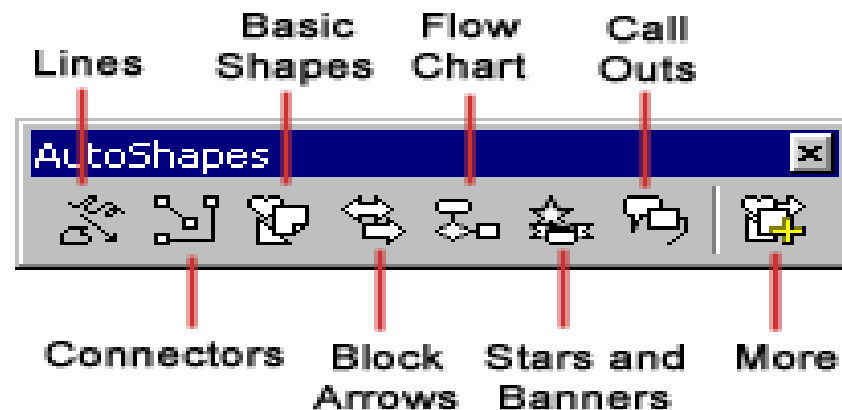 Lines
Basic
Shapes
Flow
Chart
Call
Outs
AutoShapes
Connectors
Block
Arrows
Stars and
Banners
More